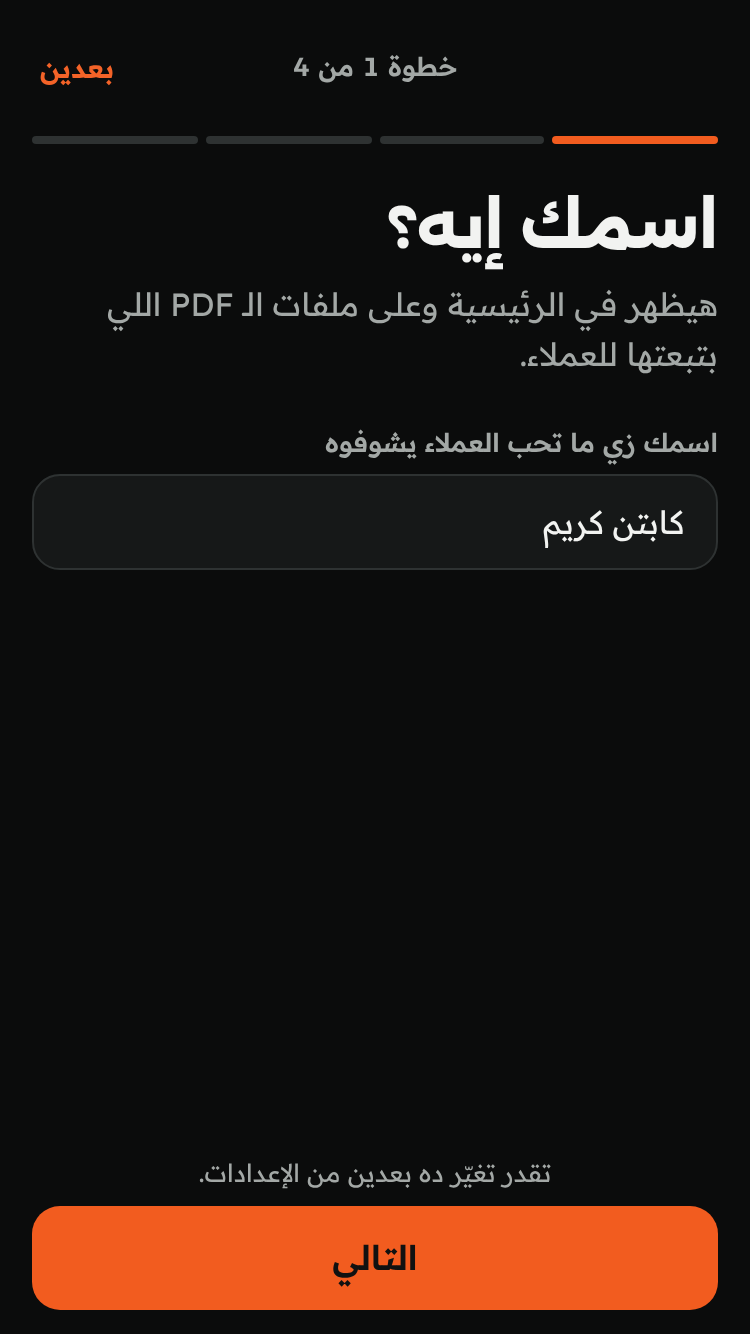 خطوة 1 من 4
بعدين
اسمك إيه؟
هيظهر في الرئيسية وعلى ملفات الـ PDF اللي
بتبعتها للعملاء.
اسمك زي ما تحب العملاء يشوفوه
كابتن كريم
تقدر تغيّر ده بعدين من الإعدادات.
التالي